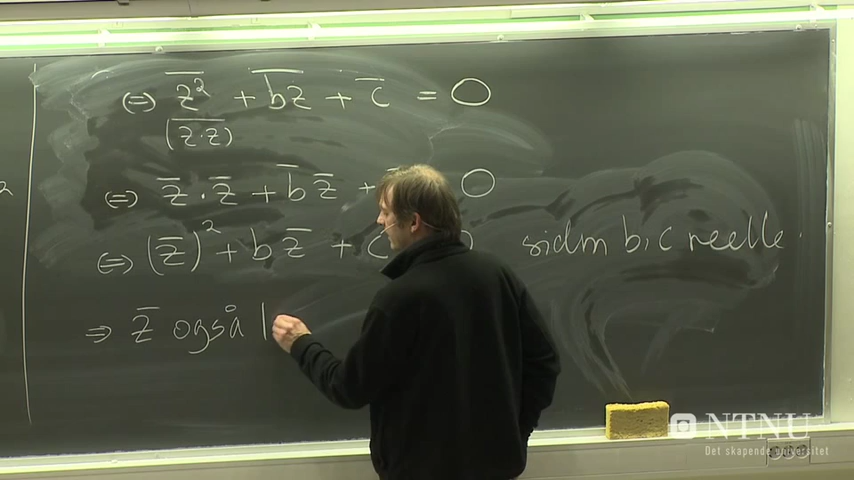 ⇔ z̅² + b̅z̅ + c̅ = 0
(z̅·̅z̅)
⇔ z̅ · z̅ + b̅ z̅ + 0
⇔ (z̅)² + b z̅ + c siden b, c reelle.
⇒ z̅ også l
NTNU
Det skapende universitet